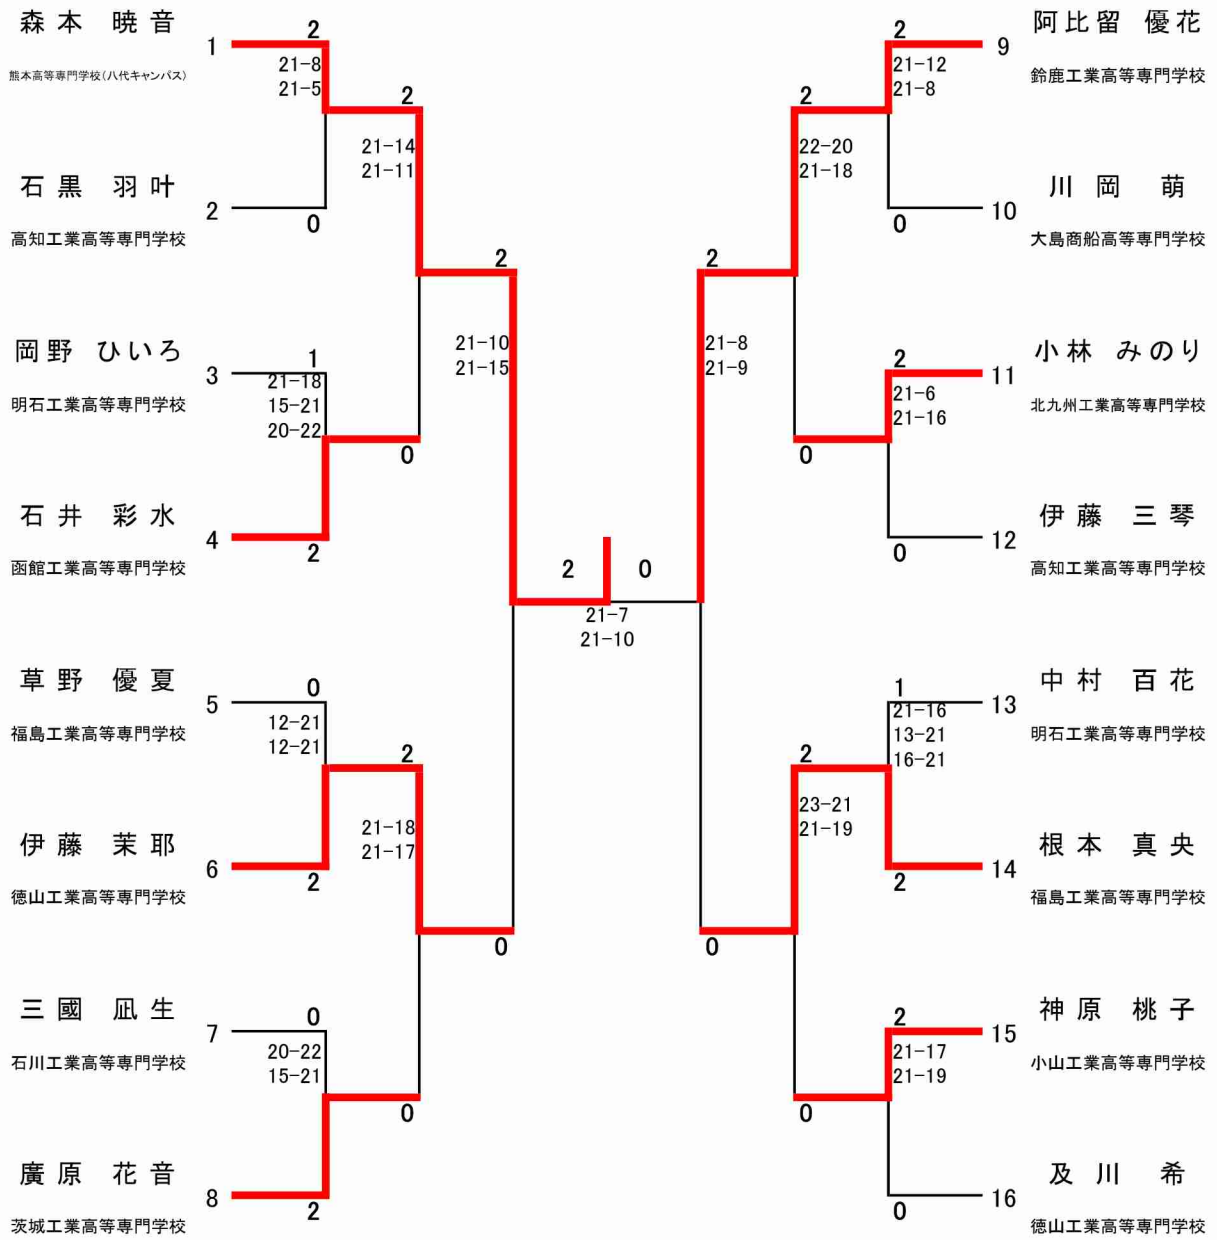 森本 暁音
1
熊本高等専門学校(八代キャンパス)
2
21-8
21-5
石黒 羽叶
2
高知工業高等専門学校
0
2
21-14
21-11
岡野 ひいろ
3
明石工業高等専門学校
1
21-18
15-21
20-22
石井 彩水
4
函館工業高等専門学校
2
0
2
21-10
21-15
草野 優夏
5
福島工業高等専門学校
0
12-21
12-21
伊藤 茉耶
6
徳山工業高等専門学校
2
2
21-18
21-17
三國 凪生
7
石川工業高等専門学校
0
20-22
15-21
廣原 花音
8
茨城工業高等専門学校
2
0
0
2
0
21-7
21-10
阿比留 優花
9
鈴鹿工業高等専門学校
2
21-12
21-8
川岡 萌
10
大島商船高等専門学校
0
2
22-20
21-18
小林 みのり
11
北九州工業高等専門学校
2
21-6
21-16
伊藤 三琴
12
高知工業高等専門学校
0
0
2
21-8
21-9
中村 百花
13
明石工業高等専門学校
1
21-16
13-21
16-21
根本 真央
14
福島工業高等専門学校
2
2
23-21
21-19
神原 桃子
15
小山工業高等専門学校
2
21-17
21-19
及川 希
16
徳山工業高等専門学校
0
0
0